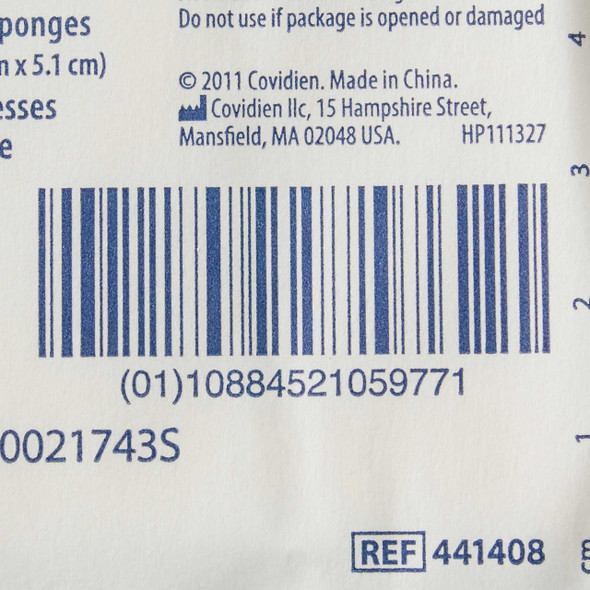 Do not use if package is opened or damaged
ponges
n x 5.1 cm)
esses
e
© 2011 Covidien. Made in China.
Covidien llc, 15 Hampshire Street,
Mansfield, MA 02048 USA. HP111327
(01)10884521059771
0021743S
REF 441408
4
3
2
1
cm